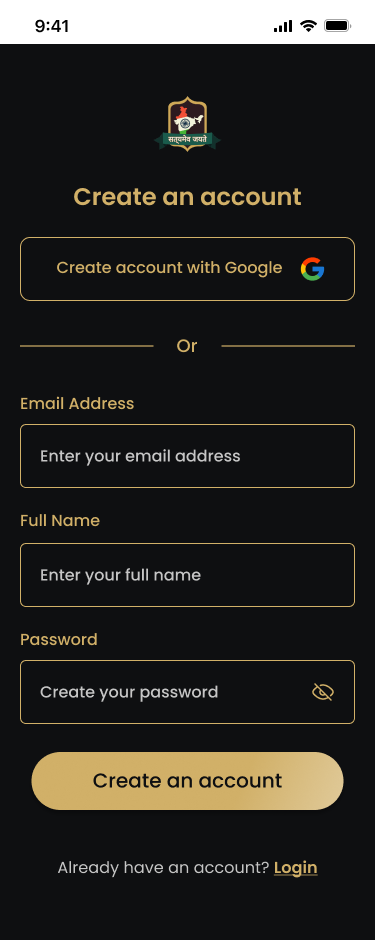 9:41
सत्यमेव जयते
Create an account
Create account with Google
Or
Email Address
Enter your email address
Full Name
Enter your full name
Password
Create your password
Create an account
Already have an account? Login